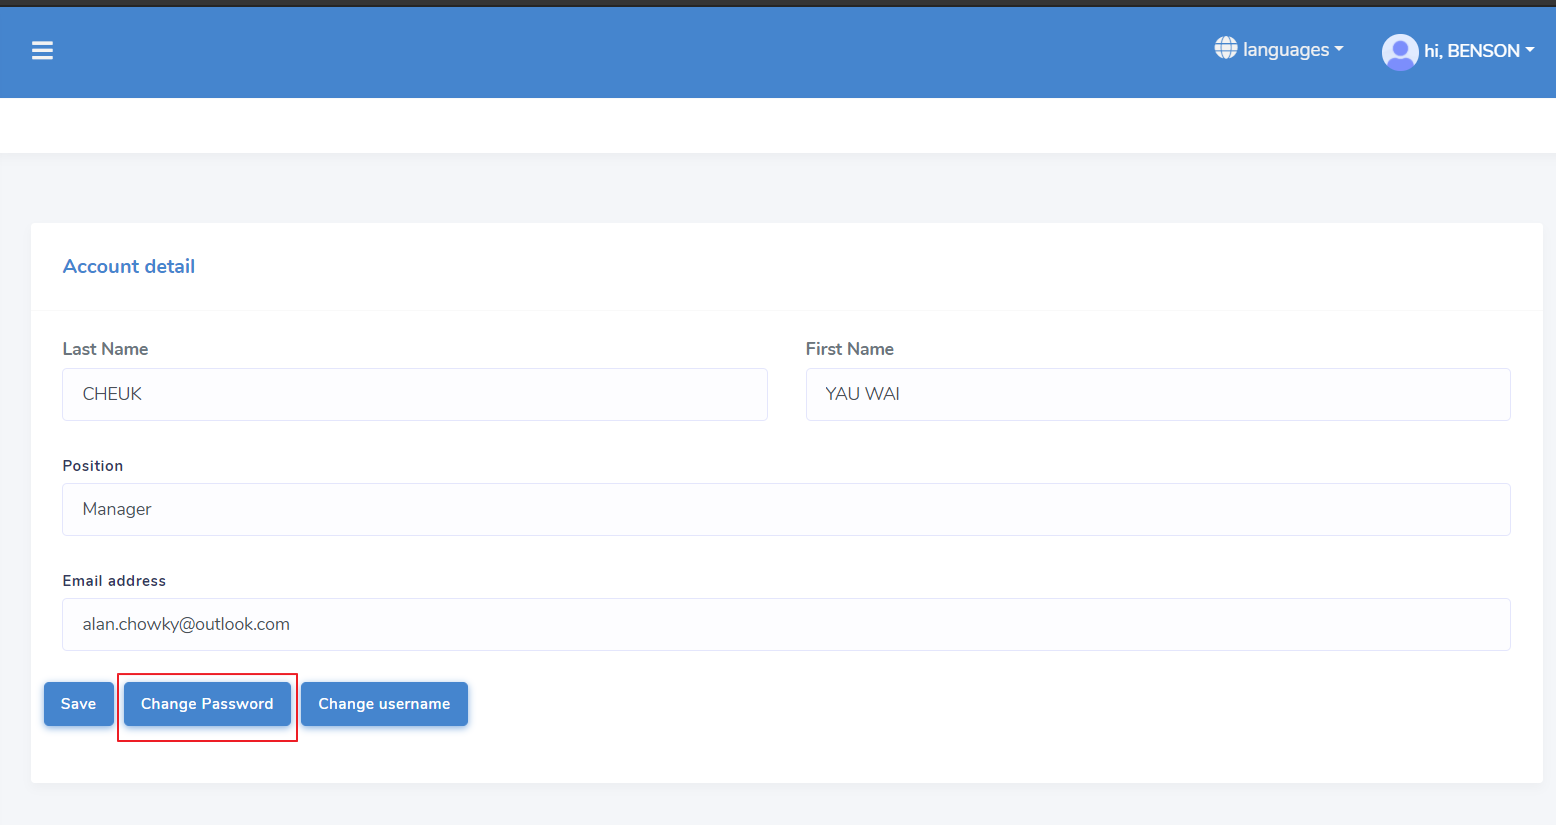 languages
hi, BENSON
Account detail
Last Name
First Name
CHEUK
YAU WAI
Position
Manager
Email address
alan.chowky@outlook.com
Save
Change Password
Change username